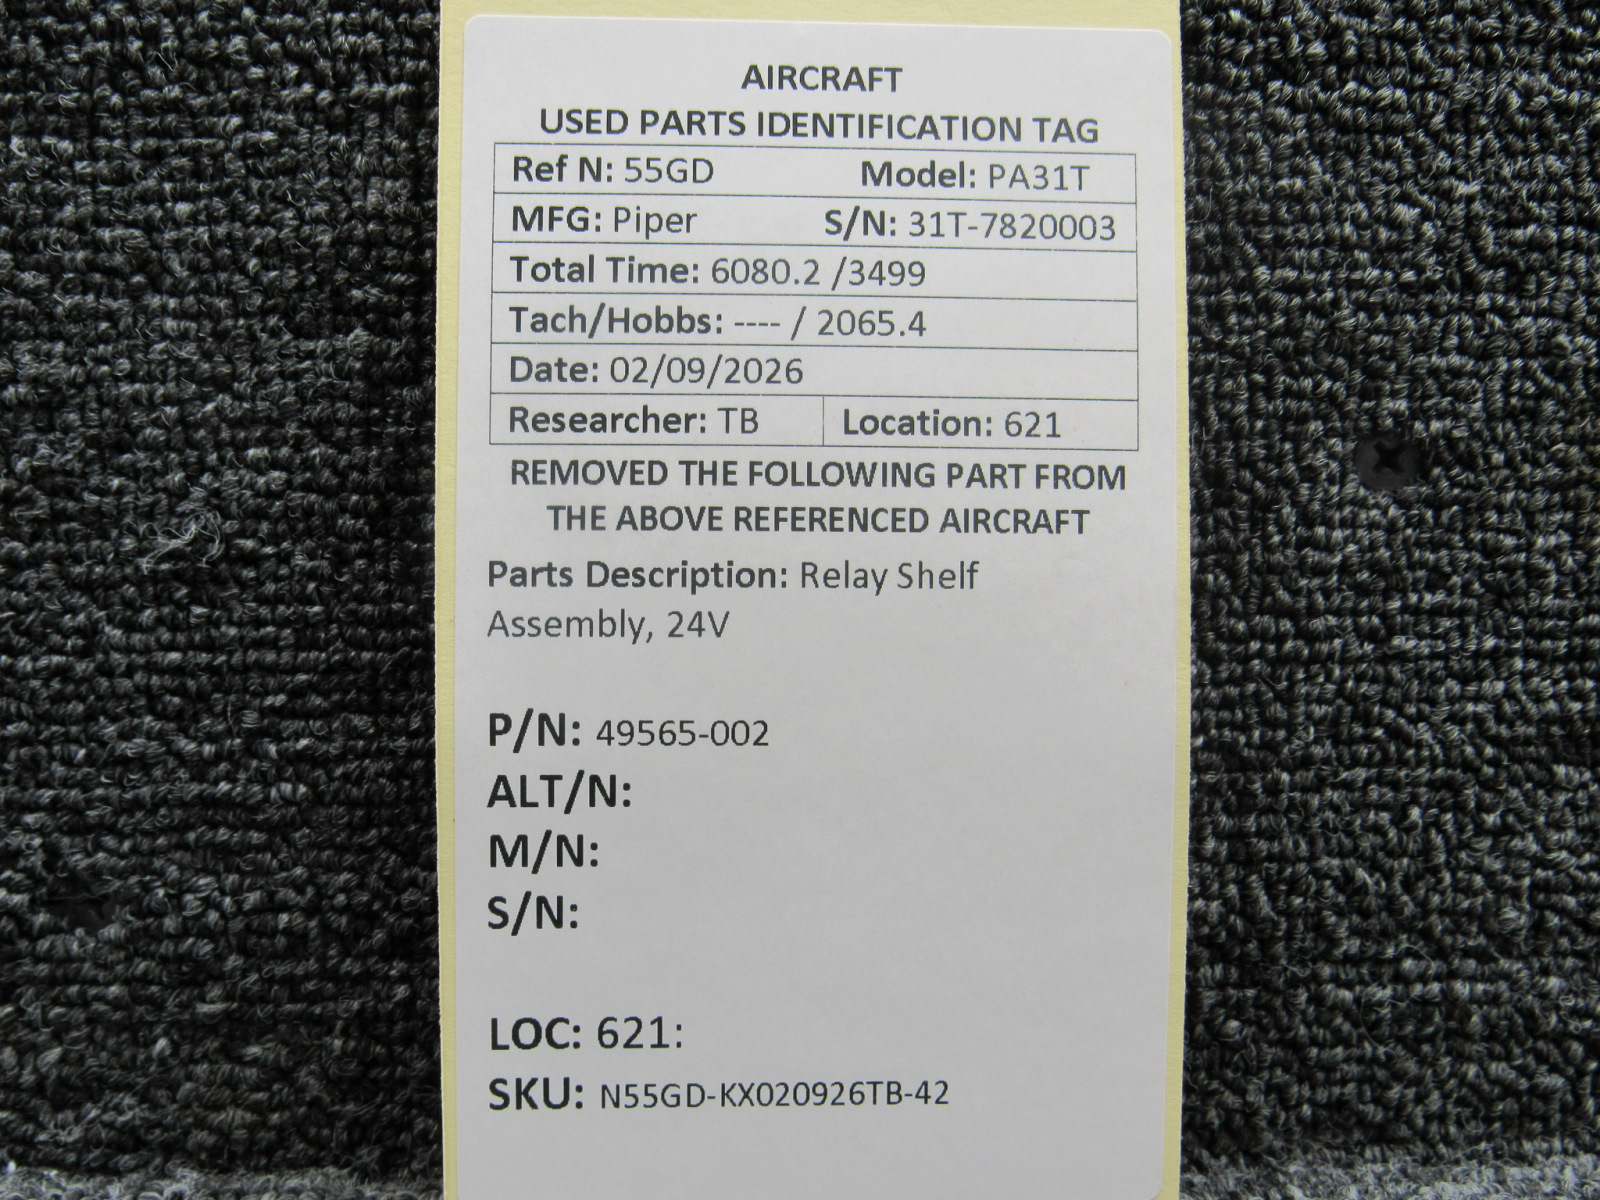 AIRCRAFT
USED PARTS IDENTIFICATION TAG
Ref N: 55GD Model: PA31T
MFG: Piper S/N: 31T-7820003
Total Time: 6080.2 /3499
Tach/Hobbs: ---- / 2065.4
Date: 02/09/2026
Researcher: TB Location: 621
REMOVED THE FOLLOWING PART FROM
THE ABOVE REFERENCED AIRCRAFT
Parts Description: Relay Shelf
Assembly, 24V
P/N: 49565-002
ALT/N:
M/N:
S/N:
LOC: 621:
SKU: N55GD-KX020926TB-42